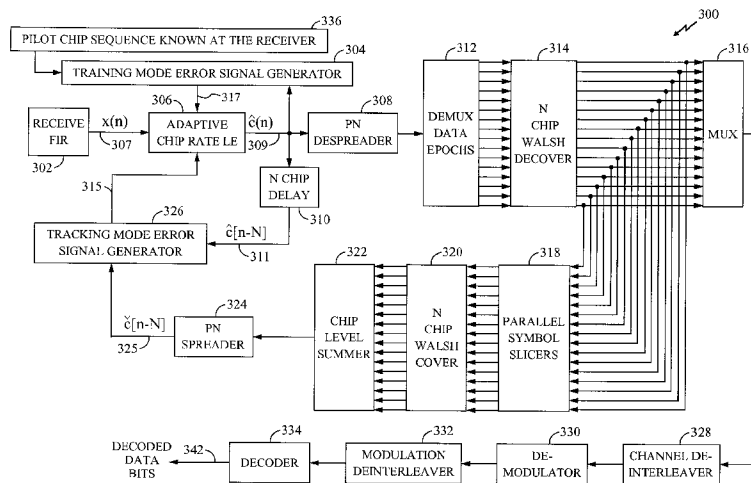 336
300
PILOT CHIP SEQUENCE KNOWN AT THE RECEIVER
304
312
314
316
TRAINING MODE ERROR SIGNAL GENERATOR
306
317
308
RECEIVE
FIR
302
x(n)
307
ADAPTIVE
CHIP RATE LE
ĉ(n)
309
PN
DESPREADER
DEMUX
DATA
EPOCHS
N
CHIP
WALSH
DECOVER
MUX
315
N CHIP
DELAY
310
326
TRACKING MODE ERROR
SIGNAL GENERATOR
ĉ[n-N]
311
322
320
318
324
č[n-N]
325
PN
SPREADER
CHIP
LEVEL
SUMMER
N
CHIP
WALSH
COVER
PARALLEL
SYMBOL
SLICERS
334
332
330
328
DECODED
DATA
BITS
342
DECODER
MODULATION
DEINTERLEAVER
DE-
MODULATOR
CHANNEL DE-
INTERLEAVER